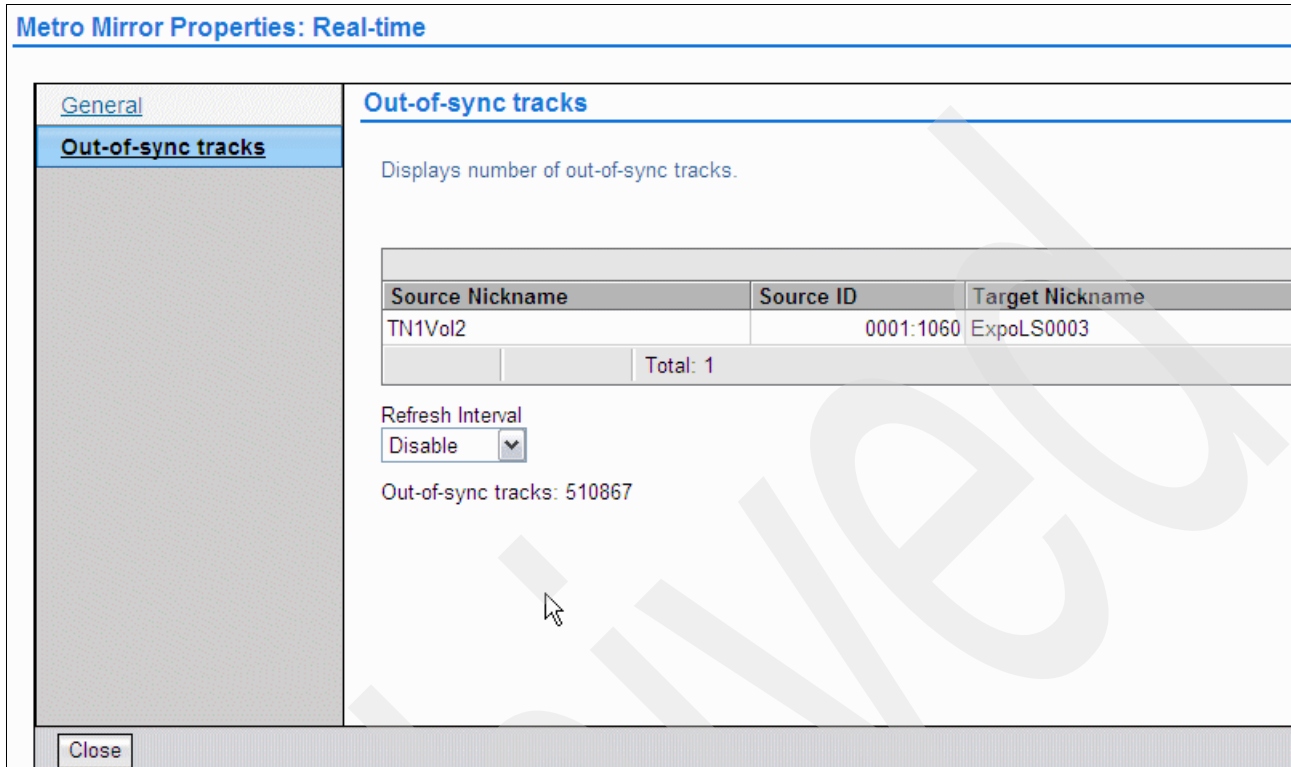 Metro Mirror Properties: Real-time
General
Out-of-sync tracks
Out-of-sync tracks
Displays number of out-of-sync tracks.
Source Nickname Source ID Target Nickname
TN1Vol2 0001:1060 ExpoLS0003
Total: 1
Refresh Interval
Disable
Out-of-sync tracks: 510867
Close